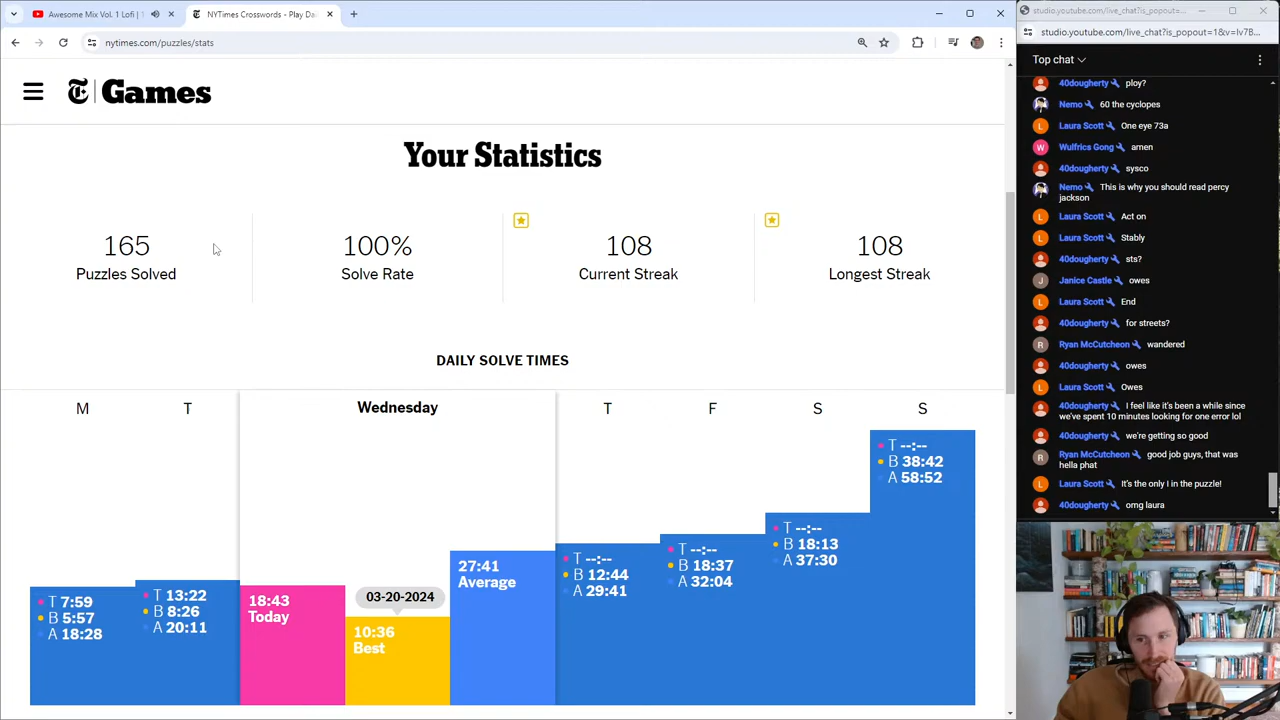 Awesome Mix Vol. 1 Lofi | 1
NYTimes Crosswords - Play Da
nytimes.com/puzzles/stats
Games
Your Statistics
165
Puzzles Solved
100%
Solve Rate
108
Current Streak
108
Longest Streak
DAILY SOLVE TIMES
M
T
Wednesday
T
F
S
S
T 7:59
B 5:57
A 18:28
T 13:22
B 8:26
A 20:11
18:43
Today
03-20-2024
10:36
Best
27:41
Average
T --:--
B 12:44
A 29:41
T --:--
B 18:37
A 32:04
T --:--
B 18:13
A 37:30
T --:--
B 38:42
A 58:52
studio.youtube.com/live_chat?is_popout=...
studio.youtube.com/live_chat?is_popout=1&v=Iv7B...
Top chat
40dougherty ploy?
Nemo 60 the cyclopes
L Laura Scott One eye 73a
W Wulfrics Gong amen
40dougherty sysco
Nemo This is why you should read percy
jackson
L Laura Scott Act on
L Laura Scott Stably
40dougherty sts?
J Janice Castle owes
L Laura Scott End
40dougherty for streets?
R Ryan McCutcheon wandered
40dougherty owes
L Laura Scott Owes
40dougherty I feel like it's been a while since
we've spent 10 minutes looking for one error lol
40dougherty we're getting so good
R Ryan McCutcheon good job guys, that was
hella phat
L Laura Scott It's the only I in the puzzle!
40dougherty omg laura